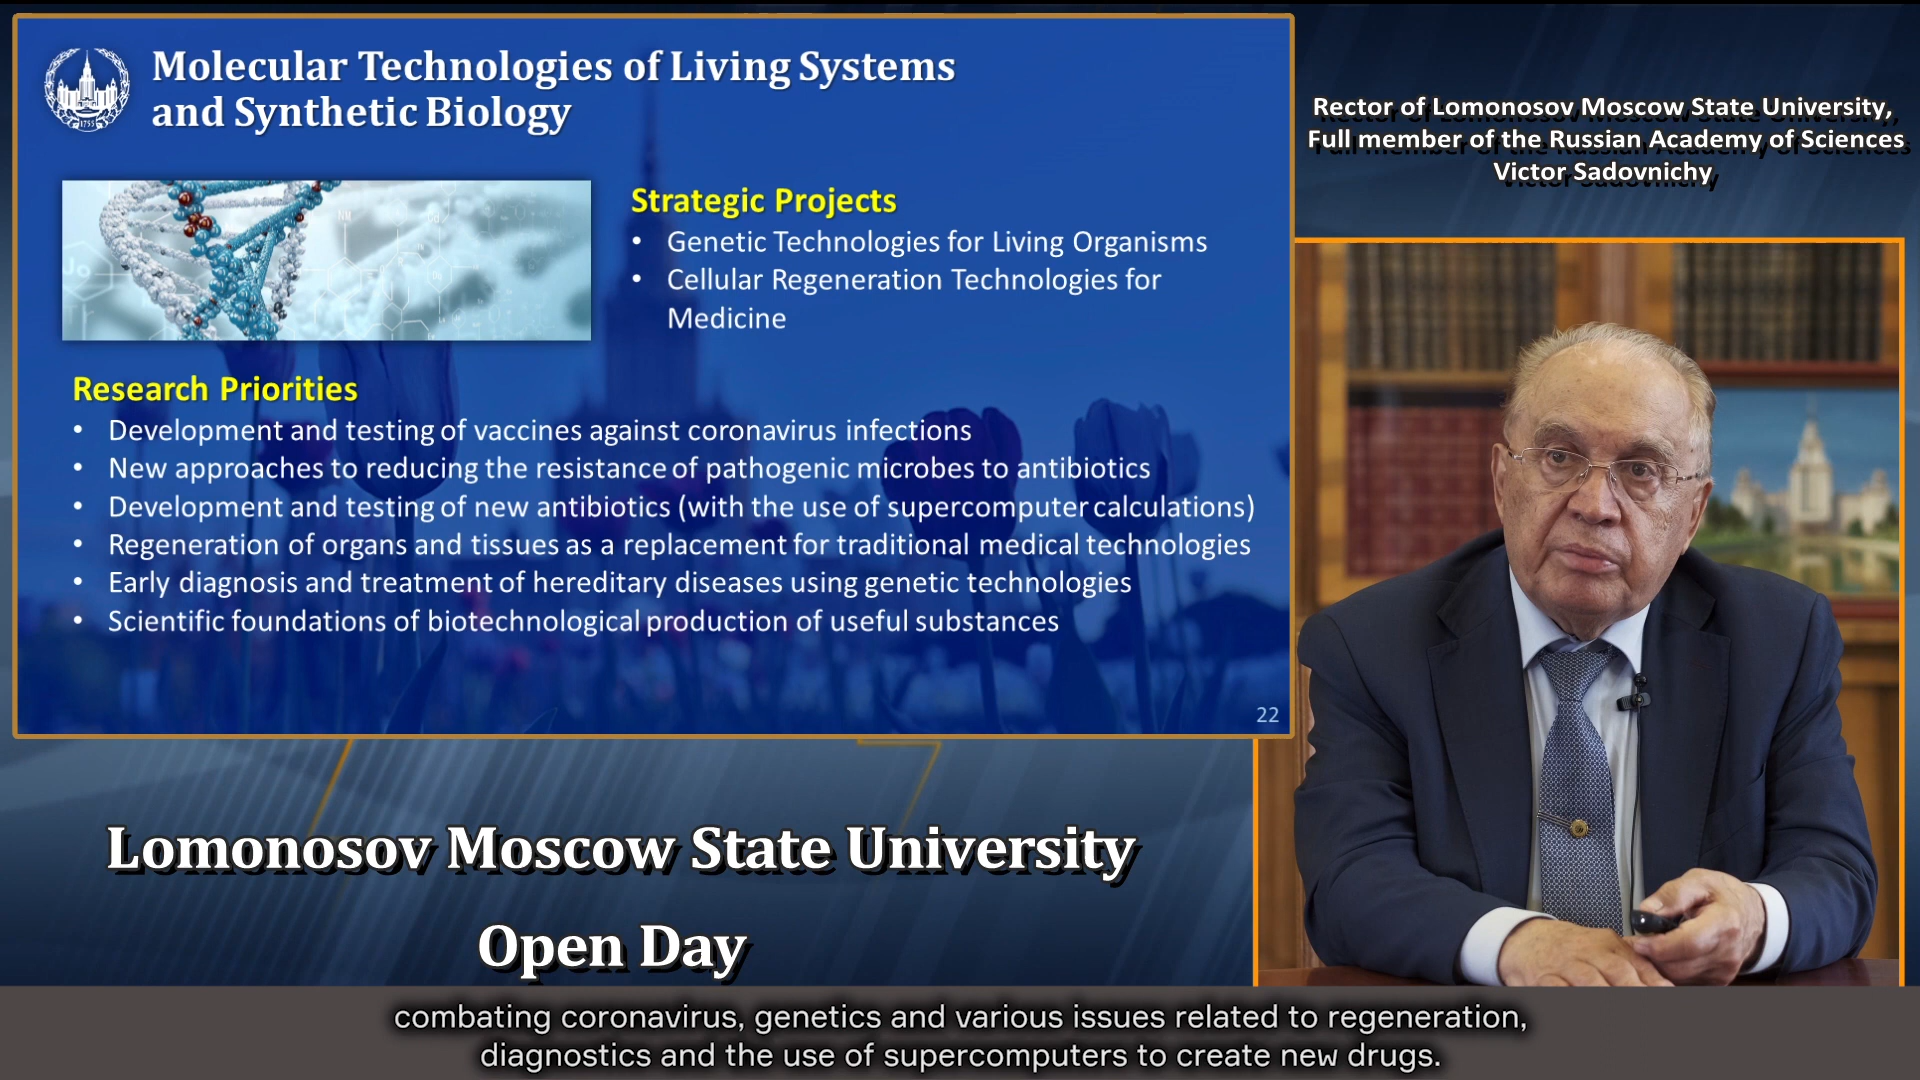 Molecular Technologies of Living Systems
and Synthetic Biology
1755
Strategic Projects
• Genetic Technologies for Living Organisms
• Cellular Regeneration Technologies for
Medicine
Research Priorities
• Development and testing of vaccines against coronavirus infections
• New approaches to reducing the resistance of pathogenic microbes to antibiotics
• Development and testing of new antibiotics (with the use of supercomputer calculations)
• Regeneration of organs and tissues as a replacement for traditional medical technologies
• Early diagnosis and treatment of hereditary diseases using genetic technologies
• Scientific foundations of biotechnological production of useful substances
22
Rector of Lomonosov Moscow State University,
Full member of the Russian Academy of Sciences
Victor Sadovnichy
Lomonosov Moscow State University
Open Day
combating coronavirus, genetics and various issues related to regeneration,
diagnostics and the use of supercomputers to create new drugs.